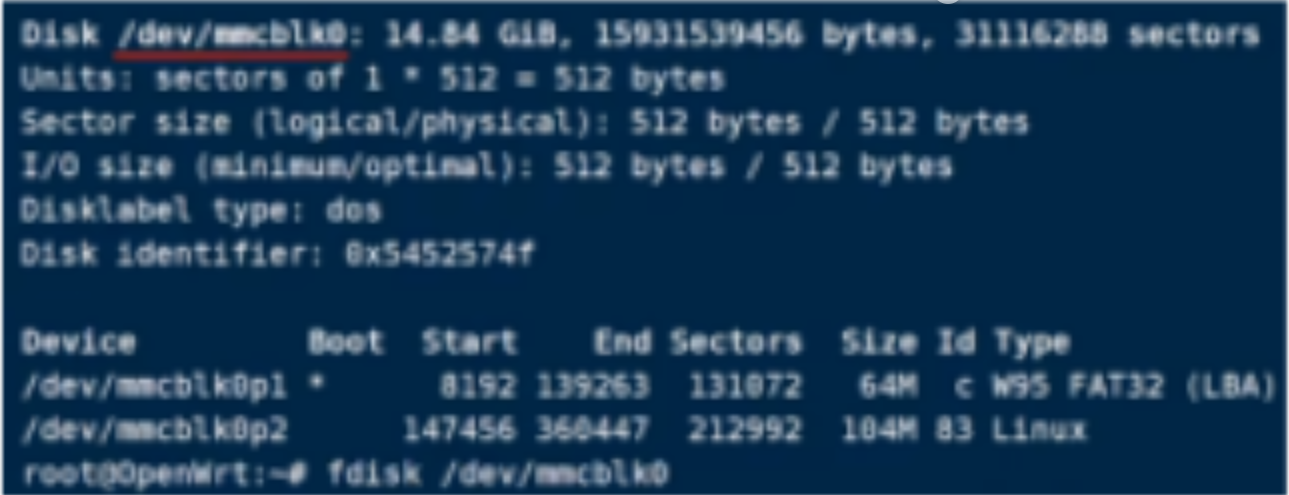 Disk /dev/mmcblk0: 14.84 GiB, 15931539456 bytes, 31116288 sectors
Units: sectors of 1 * 512 = 512 bytes
Sector size (logical/physical): 512 bytes / 512 bytes
I/O size (minimum/optimal): 512 bytes / 512 bytes
Disklabel type: dos
Disk identifier: 0x5452574f
Device Boot Start End Sectors Size Id Type
/dev/mmcblk0p1 * 8192 139263 131072 64M c W95 FAT32 (LBA)
/dev/mmcblk0p2 147456 360447 212992 104M 83 Linux
root@OpenWrt:~# fdisk /dev/mmcblk0